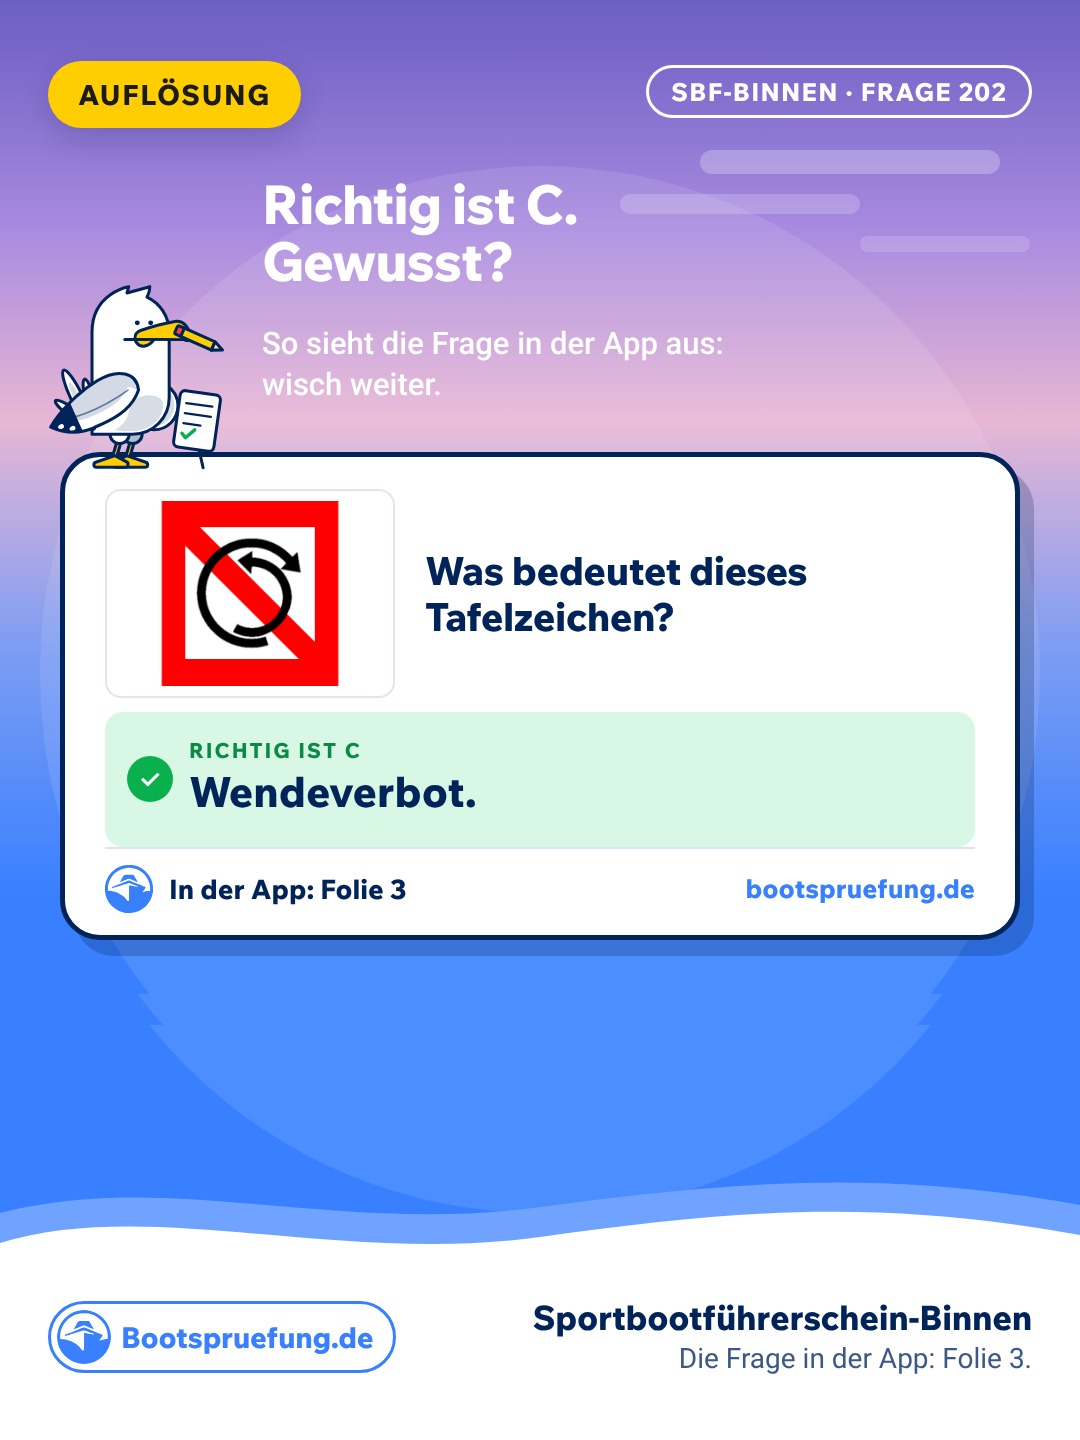 AUFLÖSUNG
SBF-BINNEN · FRAGE 202
Richtig ist C.
Gewusst?
So sieht die Frage in der App aus:
wisch weiter.
Was bedeutet dieses
Tafelzeichen?
RICHTIG IST C
Wendeverbot.
In der App: Folie 3
bootspruefung.de
Bootspruefung.de
Sportbootführerschein-Binnen
Die Frage in der App: Folie 3.